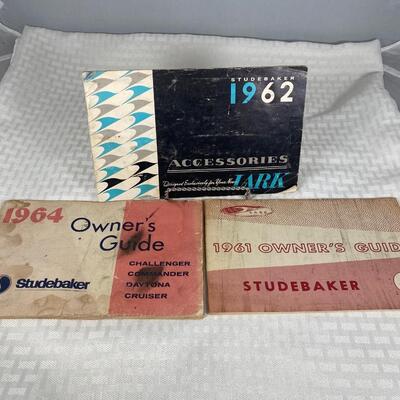 STUDEBAKER
1962
ACCESSORIES
Designed Exclusively for Your New
LARK
1964
Owner's
Guide
CHALLENGER
COMMANDER
DAYTONA
CRUISER
Studebaker
LARK
1961 OWNER'S GUID
STUDEBAKER